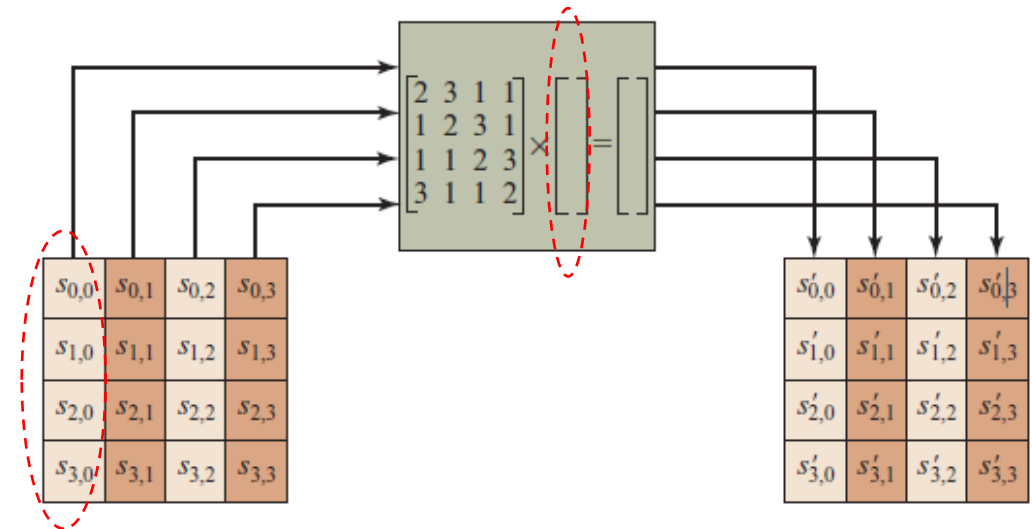 2 3 1 1
1 2 3 1
1 1 2 3
3 1 1 2
× =
s0,0 s0,1 s0,2 s0,3
s1,0 s1,1 s1,2 s1,3
s2,0 s2,1 s2,2 s2,3
s3,0 s3,1 s3,2 s3,3
s′0,0 s′0,1 s′0,2 s′0,3
s′1,0 s′1,1 s′1,2 s′1,3
s′2,0 s′2,1 s′2,2 s′2,3
s′3,0 s′3,1 s′3,2 s′3,3